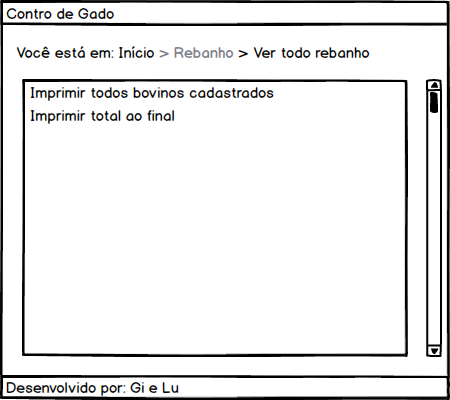 Contro de Gado
Você está em: Início > Rebanho > Ver todo rebanho
Imprimir todos bovinos cadastrados
Imprimir total ao final
Desenvolvido por: Gi e Lu